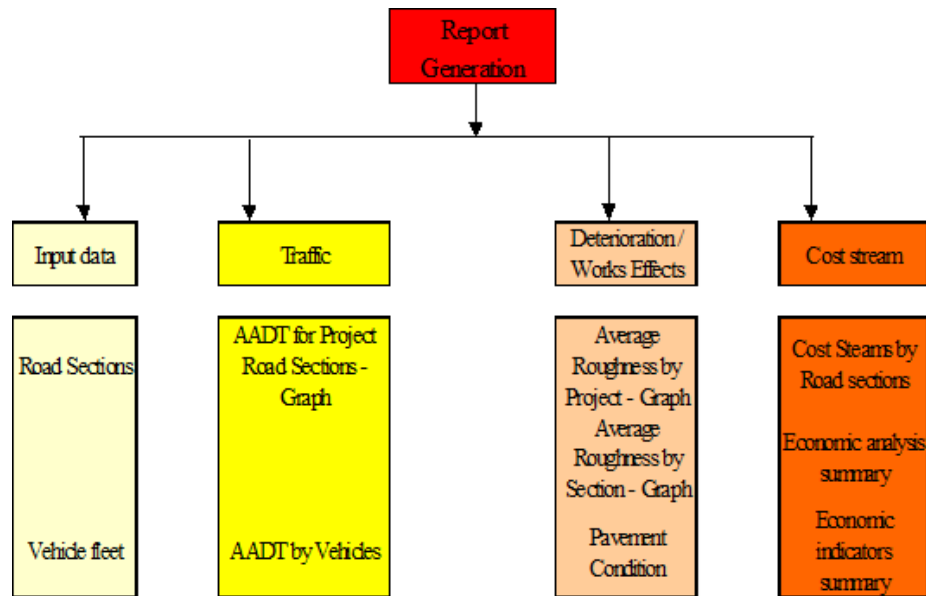 Report
Generation
Input data
Traffic
Deterioration /
Works Effects
Cost stream
Road Sections
Vehicle fleet
AADT for Project
Road Sections -
Graph
AADT by Vehicles
Average
Roughness by
Project - Graph
Average
Roughness by
Section - Graph
Pavement
Condition
Cost Steams by
Road sections
Economic analysis
summary
Economic
indicators
summary